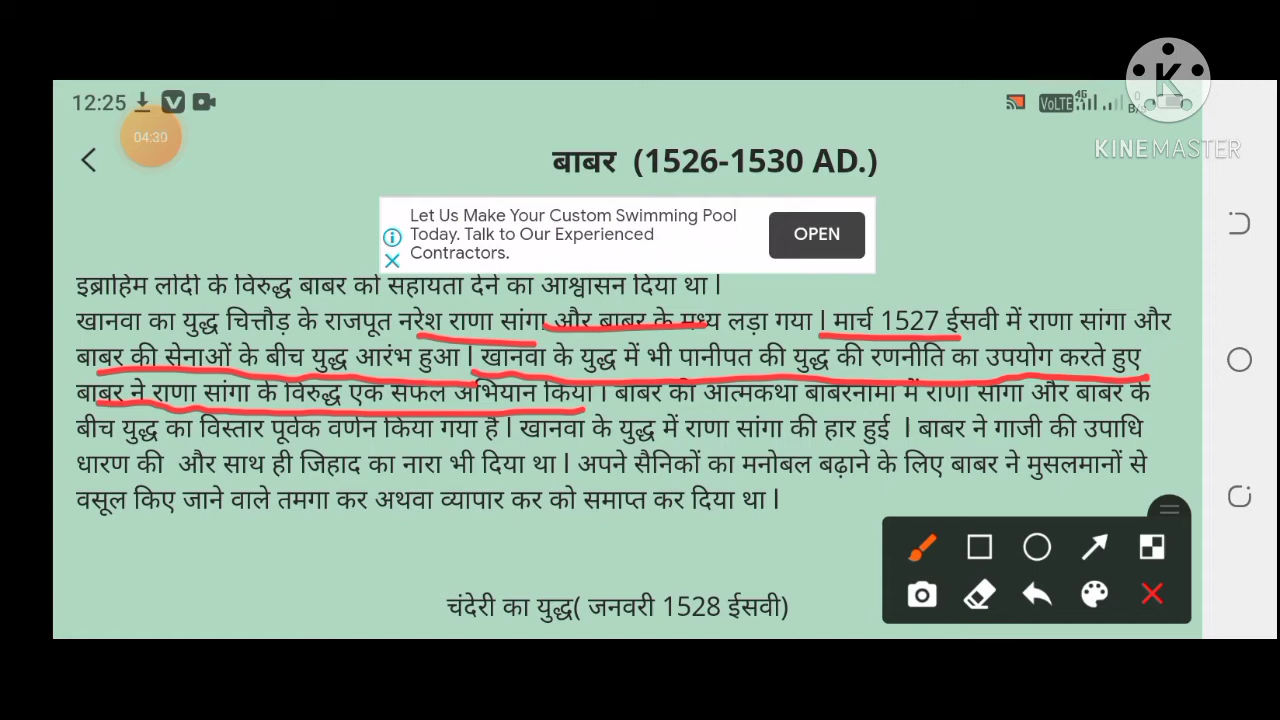 12:25
VoLTE 4G
04:30
KINEMASTER
बाबर (1526-1530 AD.)
Let Us Make Your Custom Swimming Pool
Today. Talk to Our Experienced
Contractors.
OPEN
इब्राहिम लोदी के विरुद्ध बाबर को सहायता देने का आश्वासन दिया था l
खानवा का युद्ध चित्तौड़ के राजपूत नरेश राणा सांगा और बाबर के मध्य लड़ा गया l मार्च 1527 ईसवी में राणा सांगा और
बाबर की सेनाओं के बीच युद्ध आरंभ हुआ l खानवा के युद्ध में भी पानीपत की युद्ध की रणनीति का उपयोग करते हुए
बाबर ने राणा सांगा के विरुद्ध एक सफल अभियान किया l बाबर की आत्मकथा बाबरनामा में राणा सांगा और बाबर के
बीच युद्ध का विस्तार पूर्वक वर्णन किया गया है l खानवा के युद्ध में राणा सांगा की हार हुई l बाबर ने गाजी की उपाधि
धारण की और साथ ही जिहाद का नारा भी दिया था l अपने सैनिकों का मनोबल बढ़ाने के लिए बाबर ने मुसलमानों से
वसूल किए जाने वाले तमगा कर अथवा व्यापार कर को समाप्त कर दिया था l
चंदेरी का युद्ध( जनवरी 1528 ईसवी)